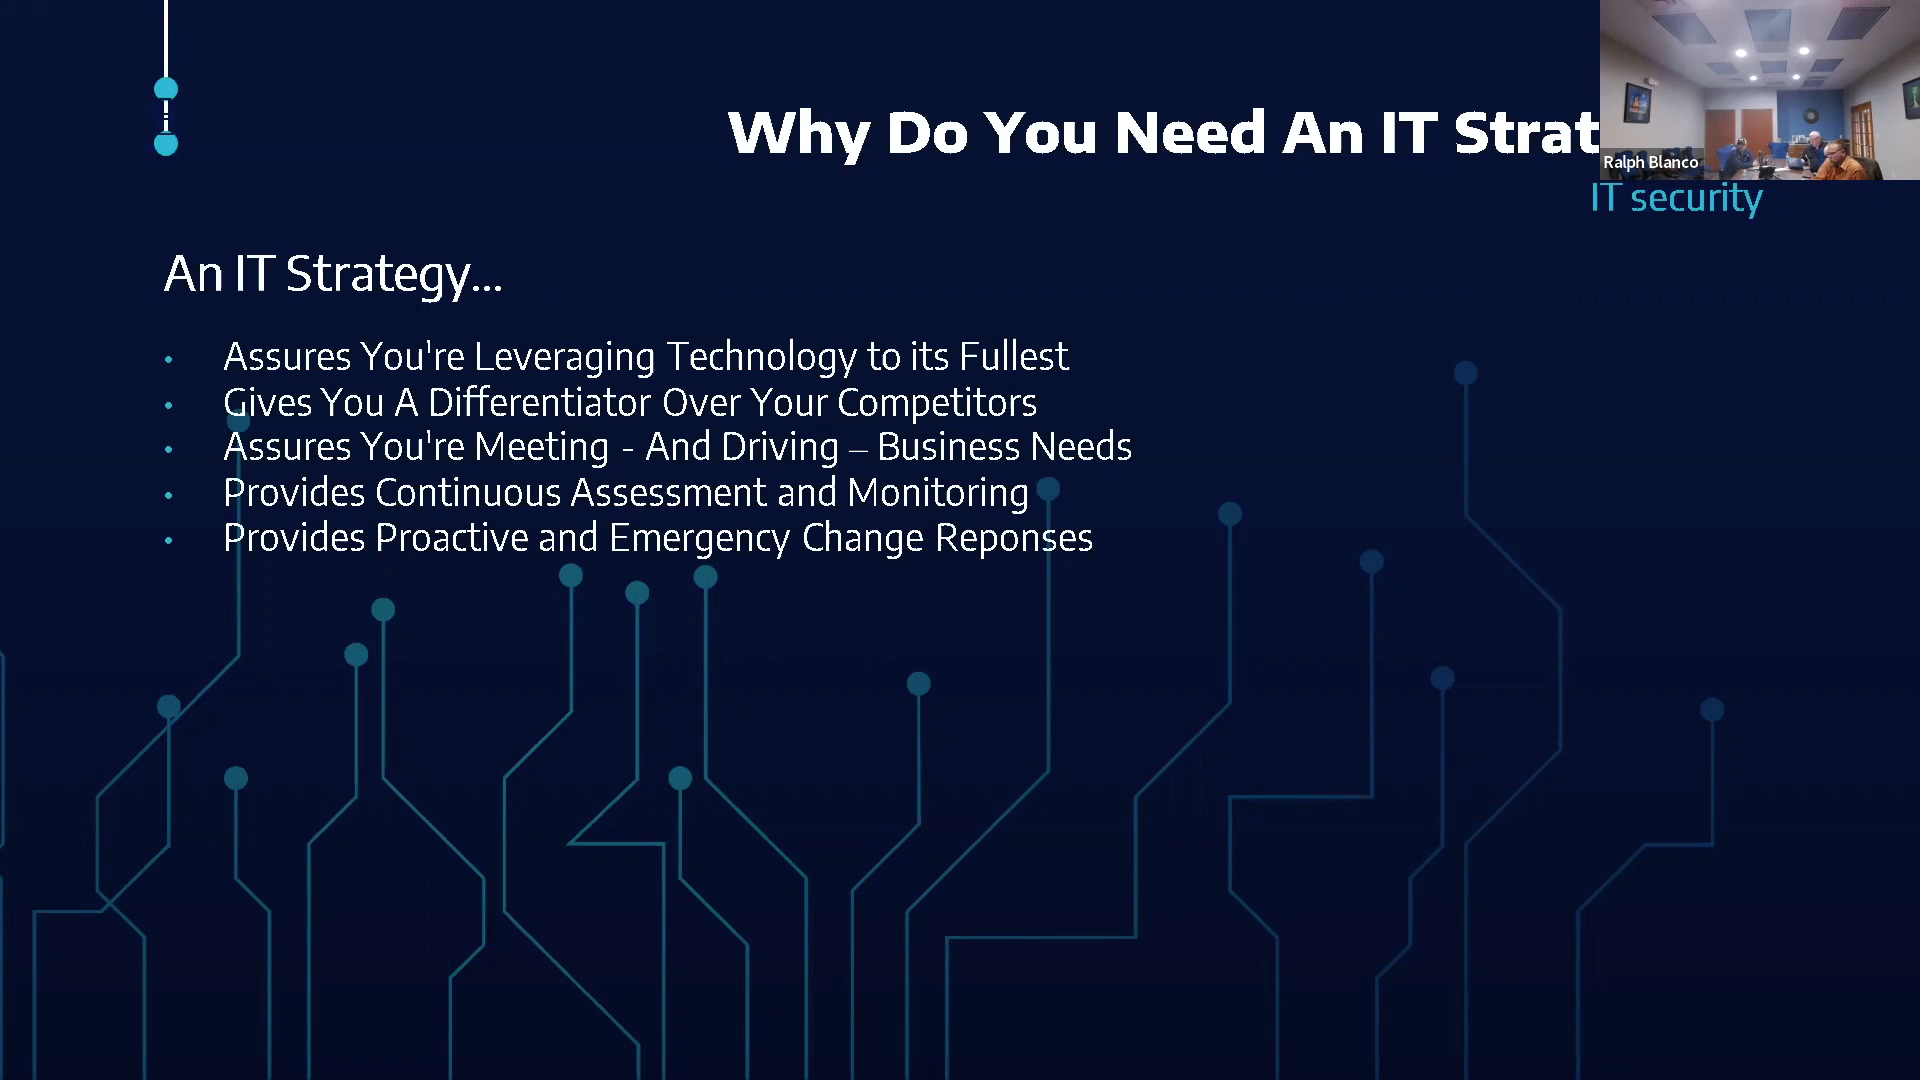 Why Do You Need An IT Strat
Ralph Blanco
IT security
An IT Strategy...
• Assures You're Leveraging Technology to its Fullest
• Gives You A Differentiator Over Your Competitors
• Assures You're Meeting - And Driving – Business Needs
• Provides Continuous Assessment and Monitoring
• Provides Proactive and Emergency Change Reponses